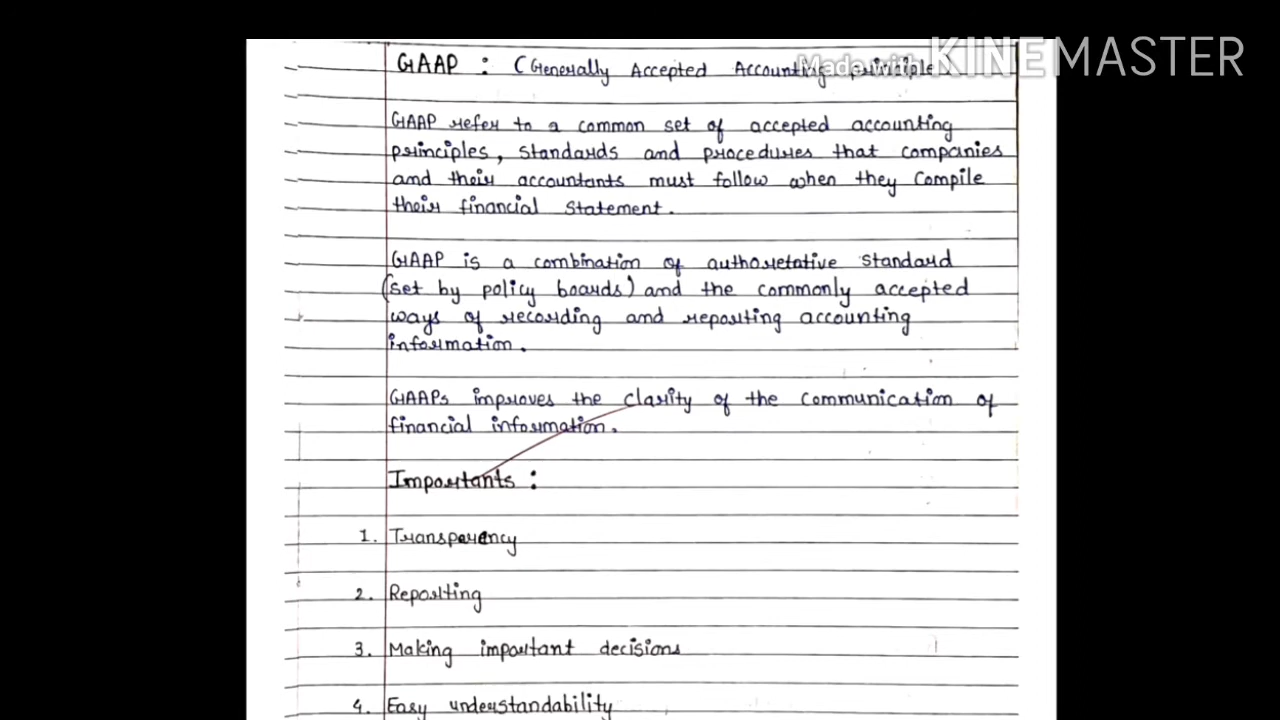 Made with KINEMASTER
GAAP : (Generally Accepted Accounting principle)
GAAP refer to a common set of accepted accounting
principles, standards and procedures that companies
and their accountants must follow when they compile
their financial statement.
GAAP is a combination of authoretative standard
(set by policy boards) and the commonly accepted
ways of recording and reporting accounting
information.
GAAPs improves the clarity of the communication of
financial information.
Importants :
1. Transparency
2. Reporting
3. Making important decisions
4. Easy understandability